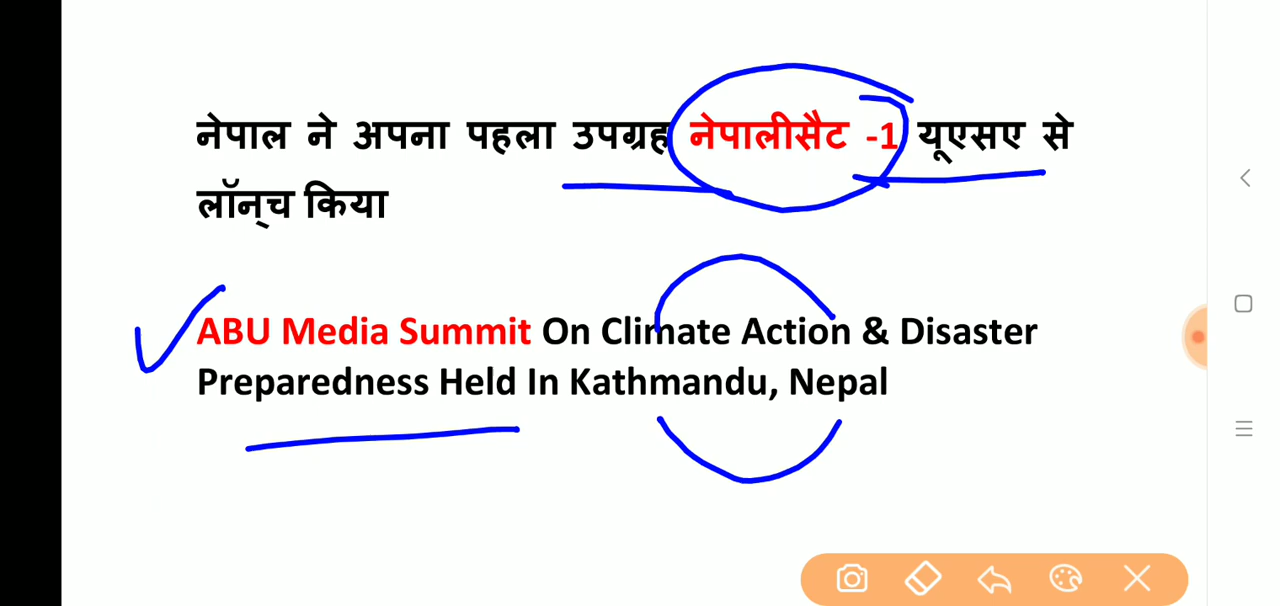 नेपाल ने अपना पहला उपग्रह नेपालीसैट -1 यूएसए से
लॉन्च किया
ABU Media Summit On Climate Action & Disaster
Preparedness Held In Kathmandu, Nepal